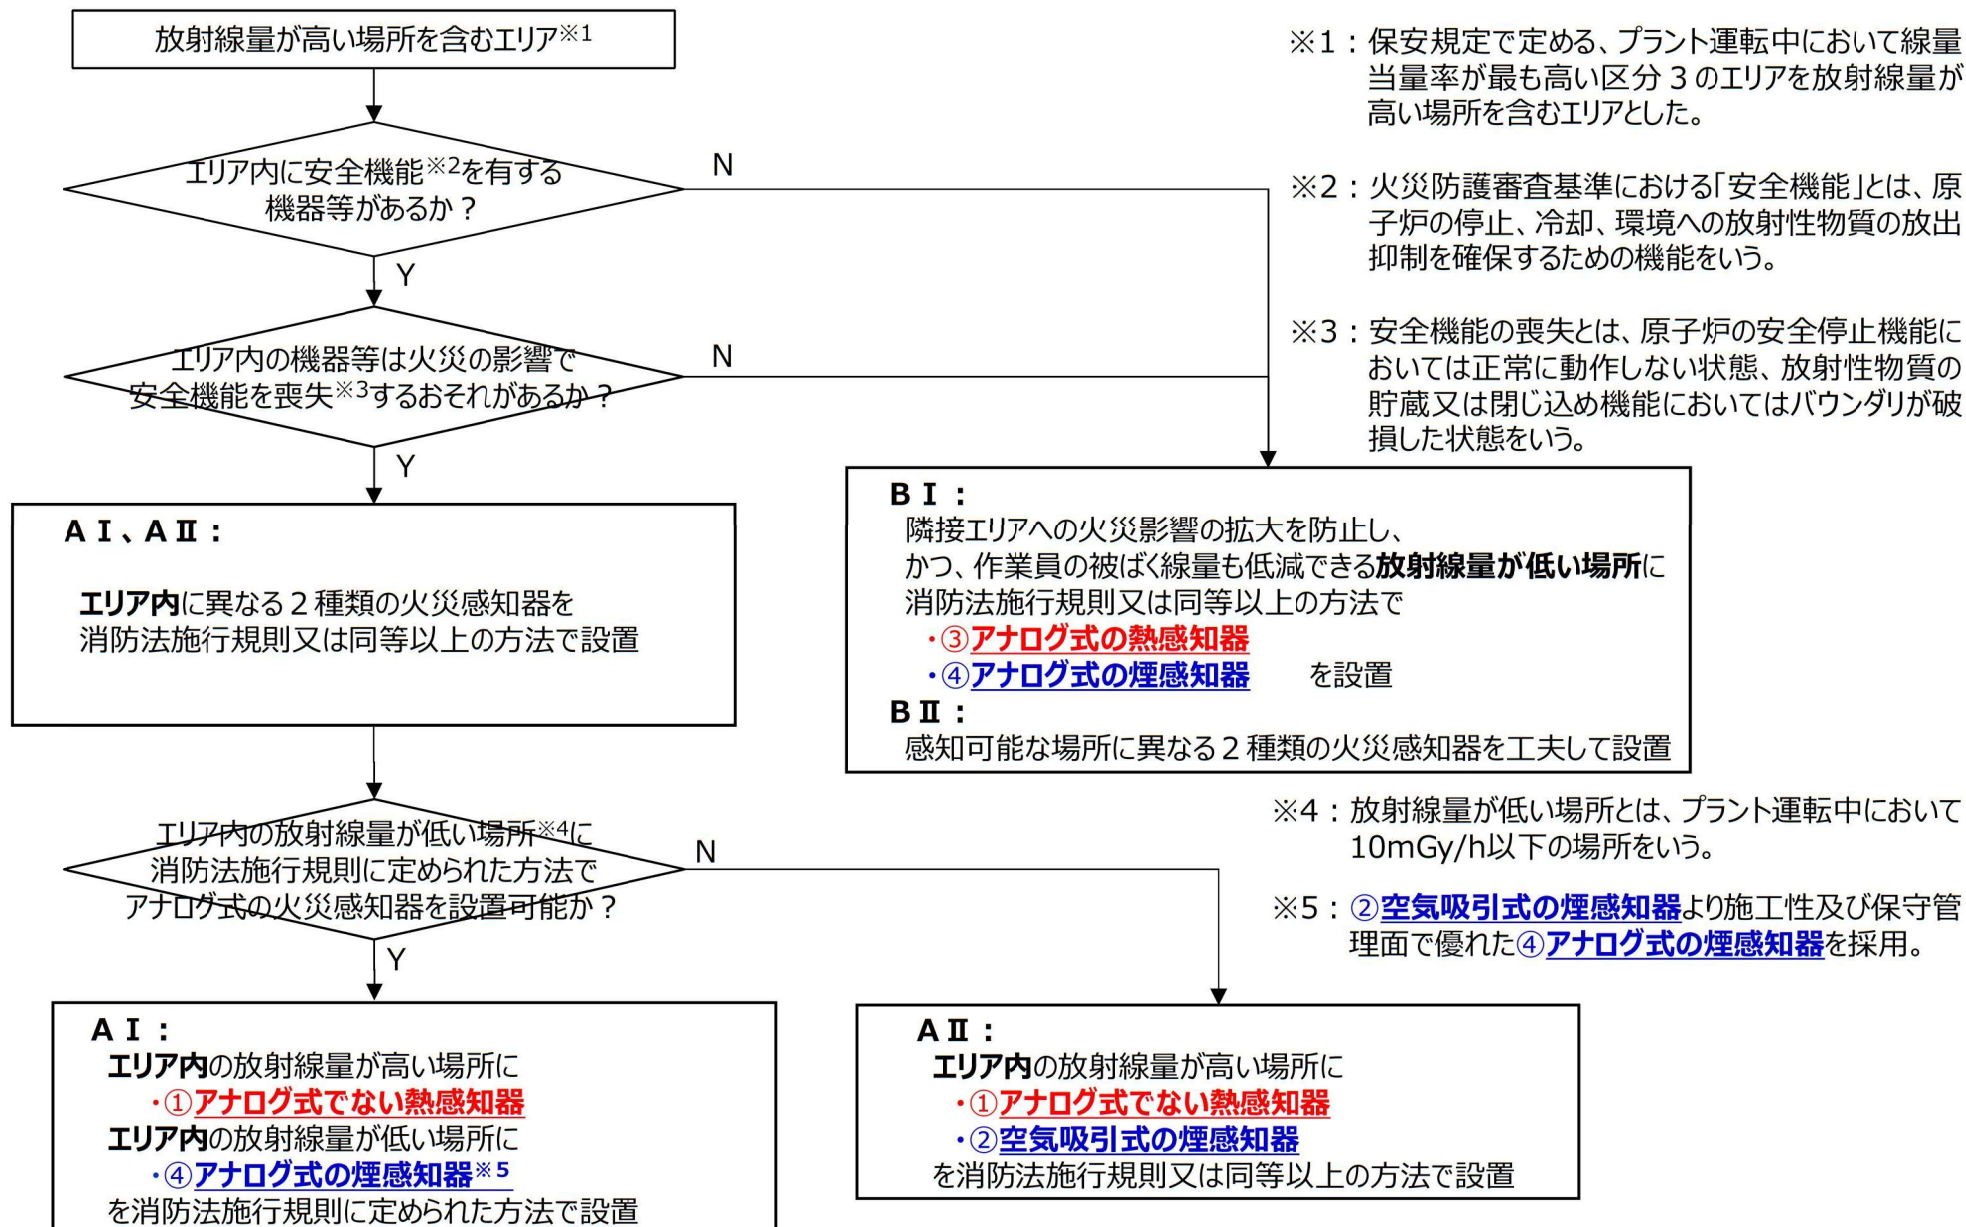 放射線量が高い場所を含むエリア※1
エリア内に安全機能※2を有する
機器等があるか？
N
Y
エリア内の機器等は火災の影響で
安全機能を喪失※3するおそれがあるか？
N
Y
※1：保安規定で定める、プラント運転中において線量
当量率が最も高い区分３のエリアを放射線量が
高い場所を含むエリアとした。
※2：火災防護審査基準における「安全機能」とは、原
子炉の停止、冷却、環境への放射性物質の放出
抑制を確保するための機能をいう。
※3：安全機能の喪失とは、原子炉の安全停止機能に
おいては正常に動作しない状態、放射性物質の
貯蔵又は閉じ込め機能においてはバウンダリが破
損した状態をいう。
ＡⅠ、ＡⅡ：
エリア内に異なる２種類の火災感知器を
消防法施行規則又は同等以上の方法で設置
ＢⅠ：
隣接エリアへの火災影響の拡大を防止し、
かつ、作業員の被ばく線量も低減できる放射線量が低い場所に
消防法施行規則又は同等以上の方法で
・③アナログ式の熱感知器
・④アナログ式の煙感知器　を設置
ＢⅡ：
感知可能な場所に異なる２種類の火災感知器を工夫して設置
エリア内の放射線量が低い場所※4に
消防法施行規則に定められた方法で
アナログ式の火災感知器を設置可能か？
N
Y
※4：放射線量が低い場所とは、プラント運転中において
10mGy/h以下の場所をいう。
※5：②空気吸引式の煙感知器より施工性及び保守管
理面で優れた④アナログ式の煙感知器を採用。
ＡⅠ：
エリア内の放射線量が高い場所に
・①アナログ式でない熱感知器
エリア内の放射線量が低い場所に
・④アナログ式の煙感知器※5
を消防法施行規則に定められた方法で設置
ＡⅡ：
エリア内の放射線量が高い場所に
・①アナログ式でない熱感知器
・②空気吸引式の煙感知器
を消防法施行規則又は同等以上の方法で設置